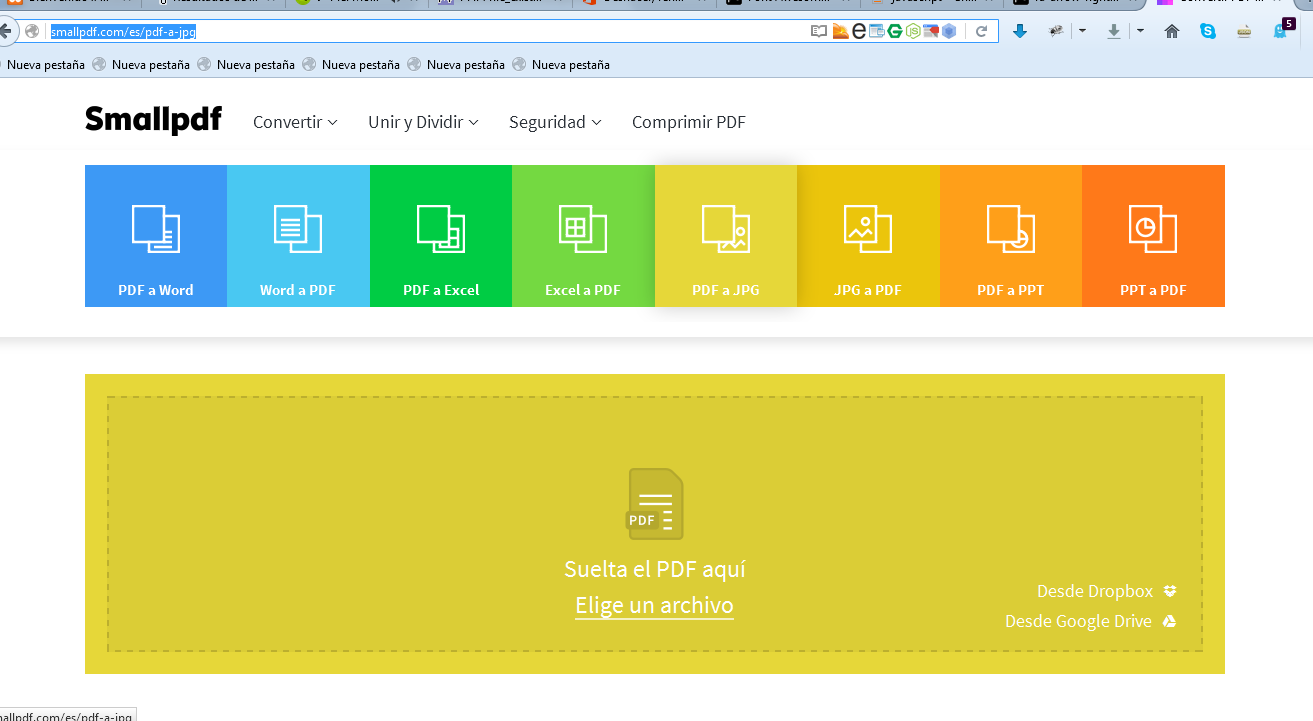 smallpdf.com/es/pdf-a-jpg
5
Nueva pestaña Nueva pestaña Nueva pestaña Nueva pestaña Nueva pestaña Nueva pestaña
Smallpdf Convertir Unir y Dividir Seguridad Comprimir PDF
PDF a Word Word a PDF PDF a Excel Excel a PDF PDF a JPG JPG a PDF PDF a PPT PPT a PDF
PDF
Suelta el PDF aquí
Elige un archivo
Desde Dropbox
Desde Google Drive
mallpdf.com/es/pdf-a-jpg